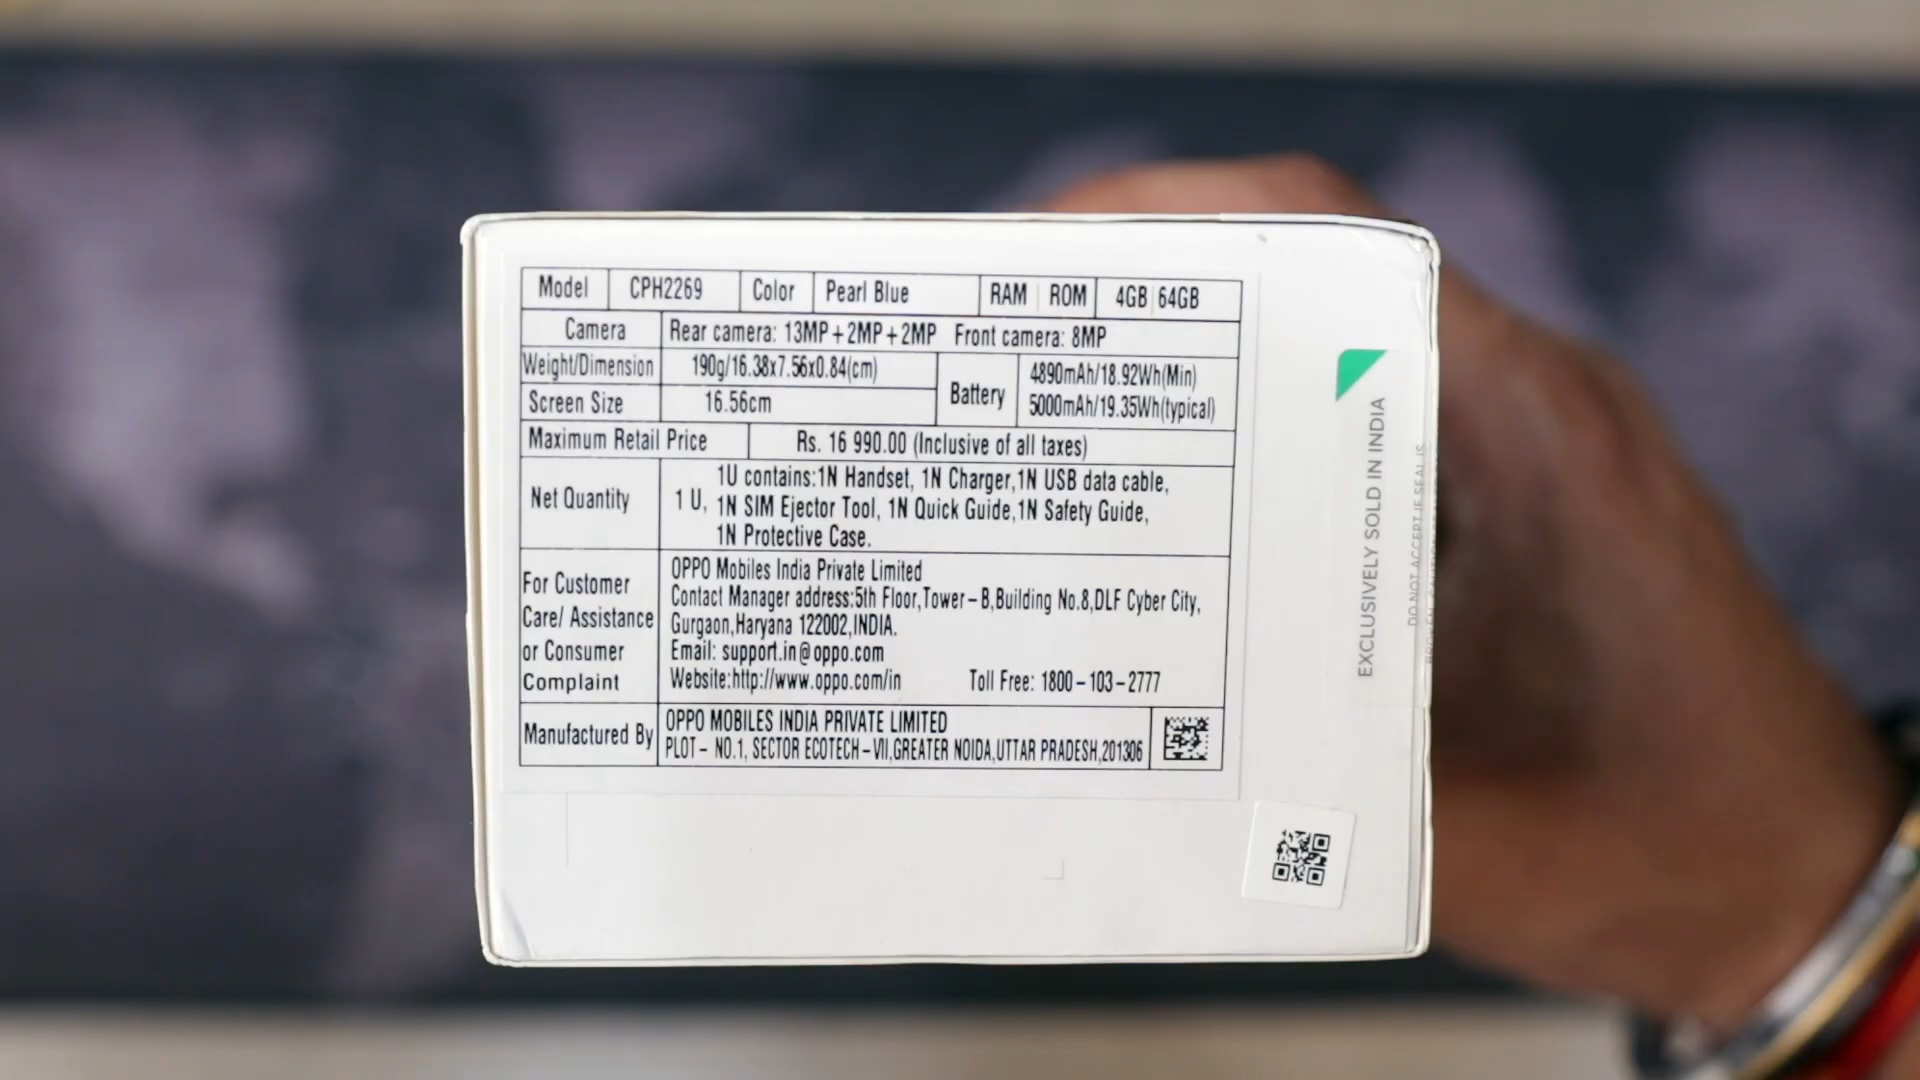 Model CPH2269 Color Pearl Blue RAM ROM 4GB 64GB
Camera Rear camera: 13MP+2MP+2MP Front camera: 8MP
Weight/Dimension 190g/16.38x7.56x0.84(cm)
Screen Size 16.56cm
Battery 4890mAh/18.92Wh(Min)
5000mAh/19.35Wh(typical)
Maximum Retail Price Rs. 16 990.00 (Inclusive of all taxes)
Net Quantity 1 U, 1U contains:1N Handset, 1N Charger,1N USB data cable,
1N SIM Ejector Tool, 1N Quick Guide,1N Safety Guide,
1N Protective Case.
For Customer
Care/ Assistance
or Consumer
Complaint
OPPO Mobiles India Private Limited
Contact Manager address:5th Floor,Tower-B,Building No.8,DLF Cyber City,
Gurgaon,Haryana 122002,INDIA.
Email: support.in@oppo.com
Website:http://www.oppo.com/in Toll Free: 1800-103-2777
Manufactured By OPPO MOBILES INDIA PRIVATE LIMITED
PLOT- NO.1, SECTOR ECOTECH-VII,GREATER NOIDA,UTTAR PRADESH,201306
EXCLUSIVELY SOLD IN INDIA
DO NOT ACCEPT IF SEAL IS